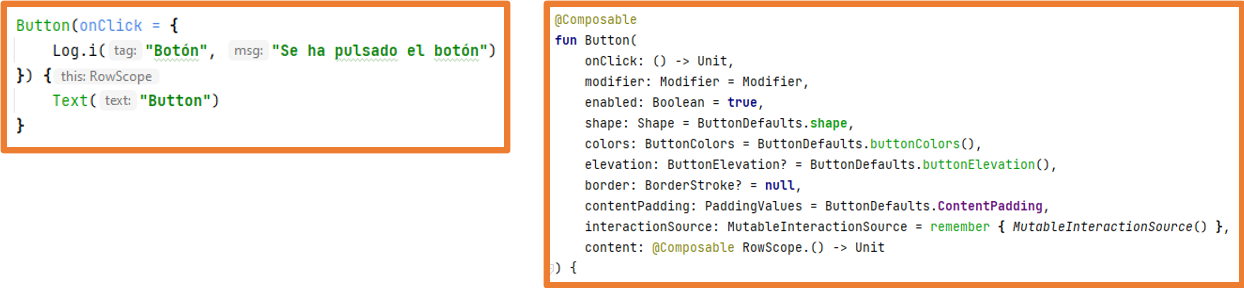 Button(onClick = {
    Log.i( tag: "Botón", msg: "Se ha pulsado el botón")
}) { this: RowScope
    Text( text: "Button")
}
@Composable
fun Button(
    onClick: () -> Unit,
    modifier: Modifier = Modifier,
    enabled: Boolean = true,
    shape: Shape = ButtonDefaults.shape,
    colors: ButtonColors = ButtonDefaults.buttonColors(),
    elevation: ButtonElevation? = ButtonDefaults.buttonElevation(),
    border: BorderStroke? = null,
    contentPadding: PaddingValues = ButtonDefaults.ContentPadding,
    interactionSource: MutableInteractionSource = remember { MutableInteractionSource() },
    content: @Composable RowScope.() -> Unit
) {